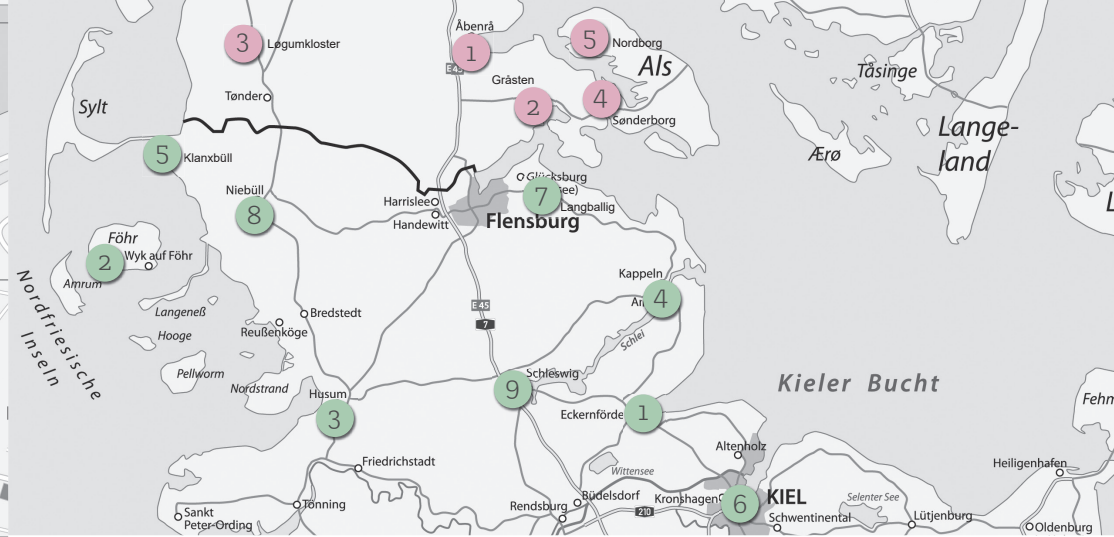 Åbenrå
3
Løgumkloster
1
5
Nordborg
E 45
Als
Tåsinge
Gråsten
Sylt
Tønder
2
4
Sønderborg
Lange-
land
Ærø
5
Klanxbüll
Glücksburg
see)
7
Langballig
Niebüll
8
Harrislee
Handewitt
Flensburg
Föhr
2
Wyk auf Föhr
Amrum
Kappeln
4
Nordfriesische
Inseln
Langeneß
Hooge
Bredstedt
Reußenköge
E 45
7
Schlei
Pellworm
Nordstrand
Schleswig
9
Kieler Bucht
Husum
3
Eckernförde
1
Altenholz
Friedrichstadt
Wittensee
Heiligenhafen
Tönning
Rendsburg
Büdelsdorf
210
Kronshagen
6
KIEL
Selenter See
Sankt
Peter-Ording
Schwentinental
Lütjenburg
Oldenburg